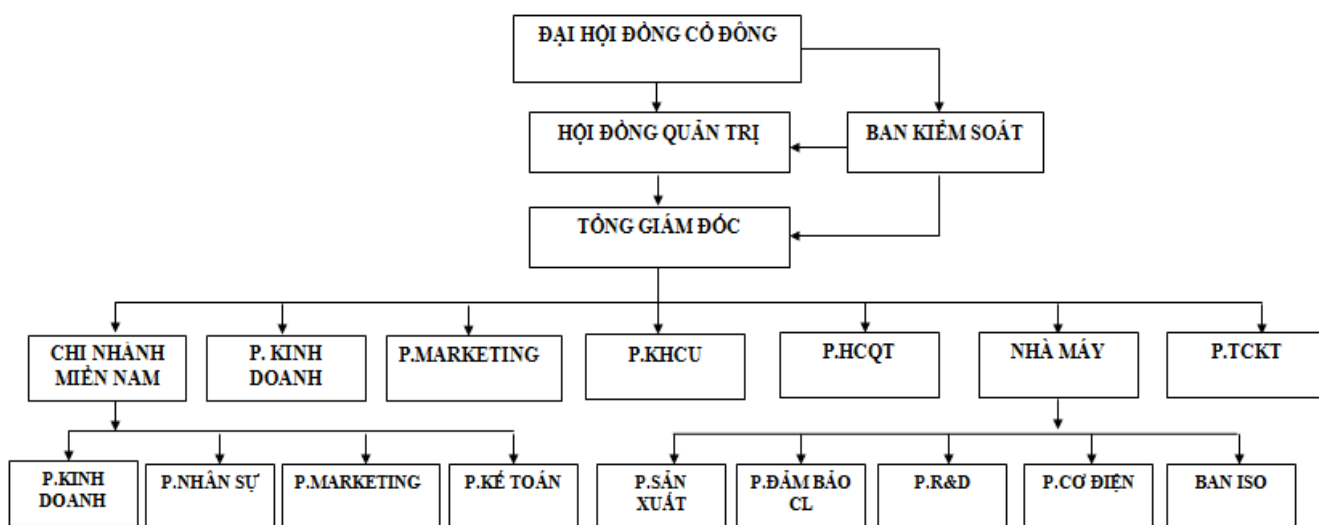 ĐẠI HỘI ĐỒNG CỔ ĐÔNG
HỘI ĐỒNG QUẢN TRỊ
BAN KIỂM SOÁT
TỔNG GIÁM ĐỐC
CHI NHÁNH
MIỀN NAM
P. KINH
DOANH
P.MARKETING
P.KHCU
P.HCQT
NHÀ MÁY
P.TCKT
P.KINH
DOANH
P.NHÂN SỰ
P.MARKETING
P.KẾ TOÁN
P.SẢN
XUẤT
P.ĐẢM BẢO
CL
P.R&D
P.CƠ ĐIỆN
BAN ISO